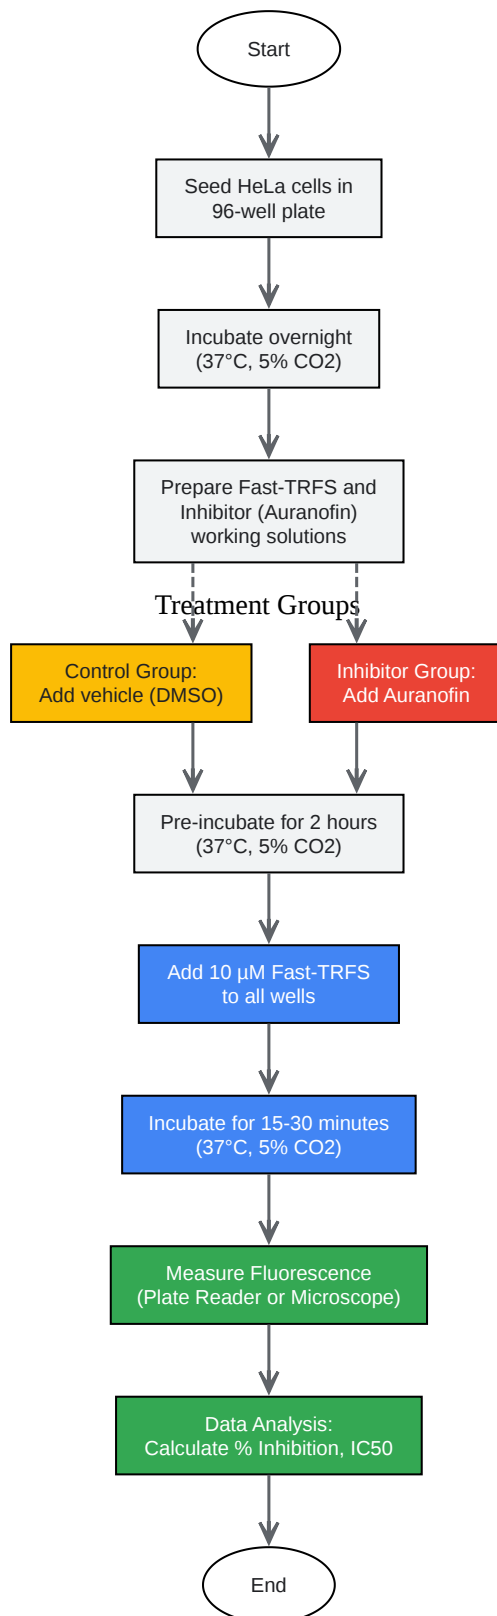 Start
Seed HeLa cells in
96-well plate
Incubate overnight
(37°C, 5% CO2)
Prepare Fast-TRFS and
Inhibitor (Auranofin)
working solutions
Treatment Groups
Control Group:
Add vehicle (DMSO)
Inhibitor Group:
Add Auranofin
Pre-incubate for 2 hours
(37°C, 5% CO2)
Add 10 µM Fast-TRFS
to all wells
Incubate for 15-30 minutes
(37°C, 5% CO2)
Measure Fluorescence
(Plate Reader or Microscope)
Data Analysis:
Calculate % Inhibition, IC50
End